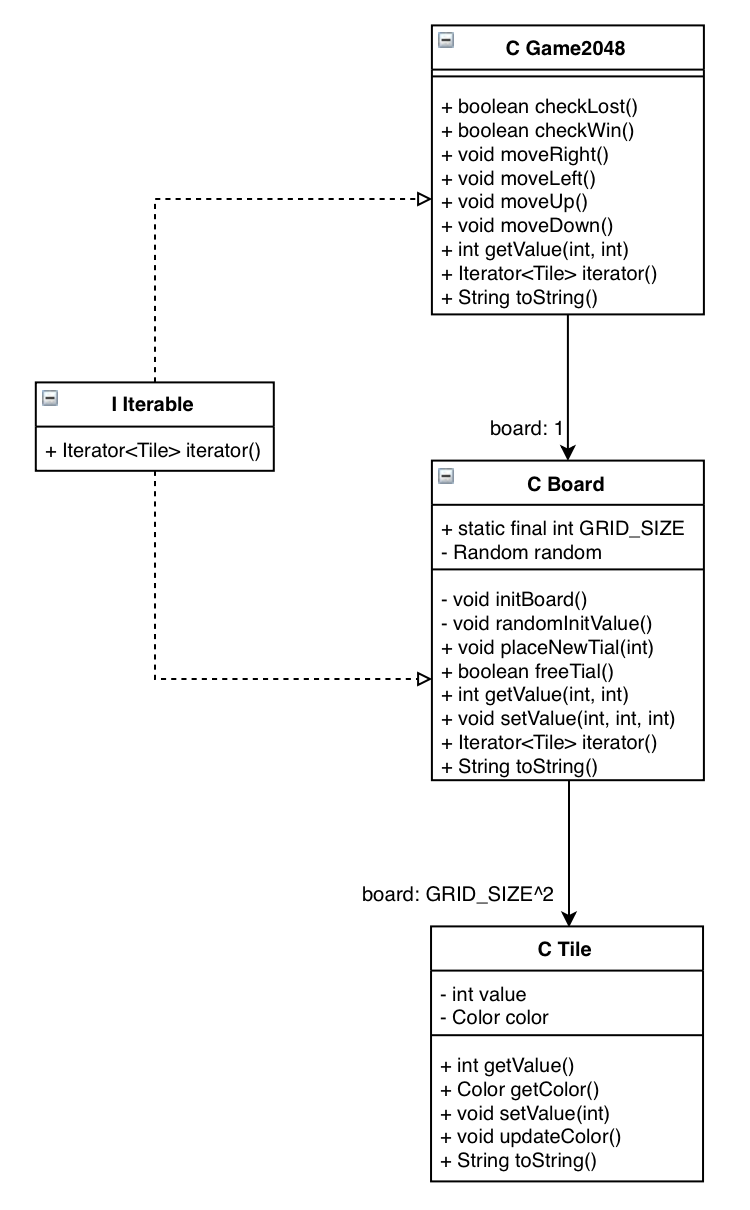 C Game2048
+ boolean checkLost()
+ boolean checkWin()
+ void moveRight()
+ void moveLeft()
+ void moveUp()
+ void moveDown()
+ int getValue(int, int)
+ Iterator<Tile> iterator()
+ String toString()
I Iterable
+ Iterator<Tile> iterator()
board: 1
C Board
+ static final int GRID_SIZE
- Random random
- void initBoard()
- void randomInitValue()
+ void placeNewTial(int)
+ boolean freeTial()
+ int getValue(int, int)
+ void setValue(int, int, int)
+ Iterator<Tile> iterator()
+ String toString()
board: GRID_SIZE^2
C Tile
- int value
- Color color
+ int getValue()
+ Color getColor()
+ void setValue(int)
+ void updateColor()
+ String toString()